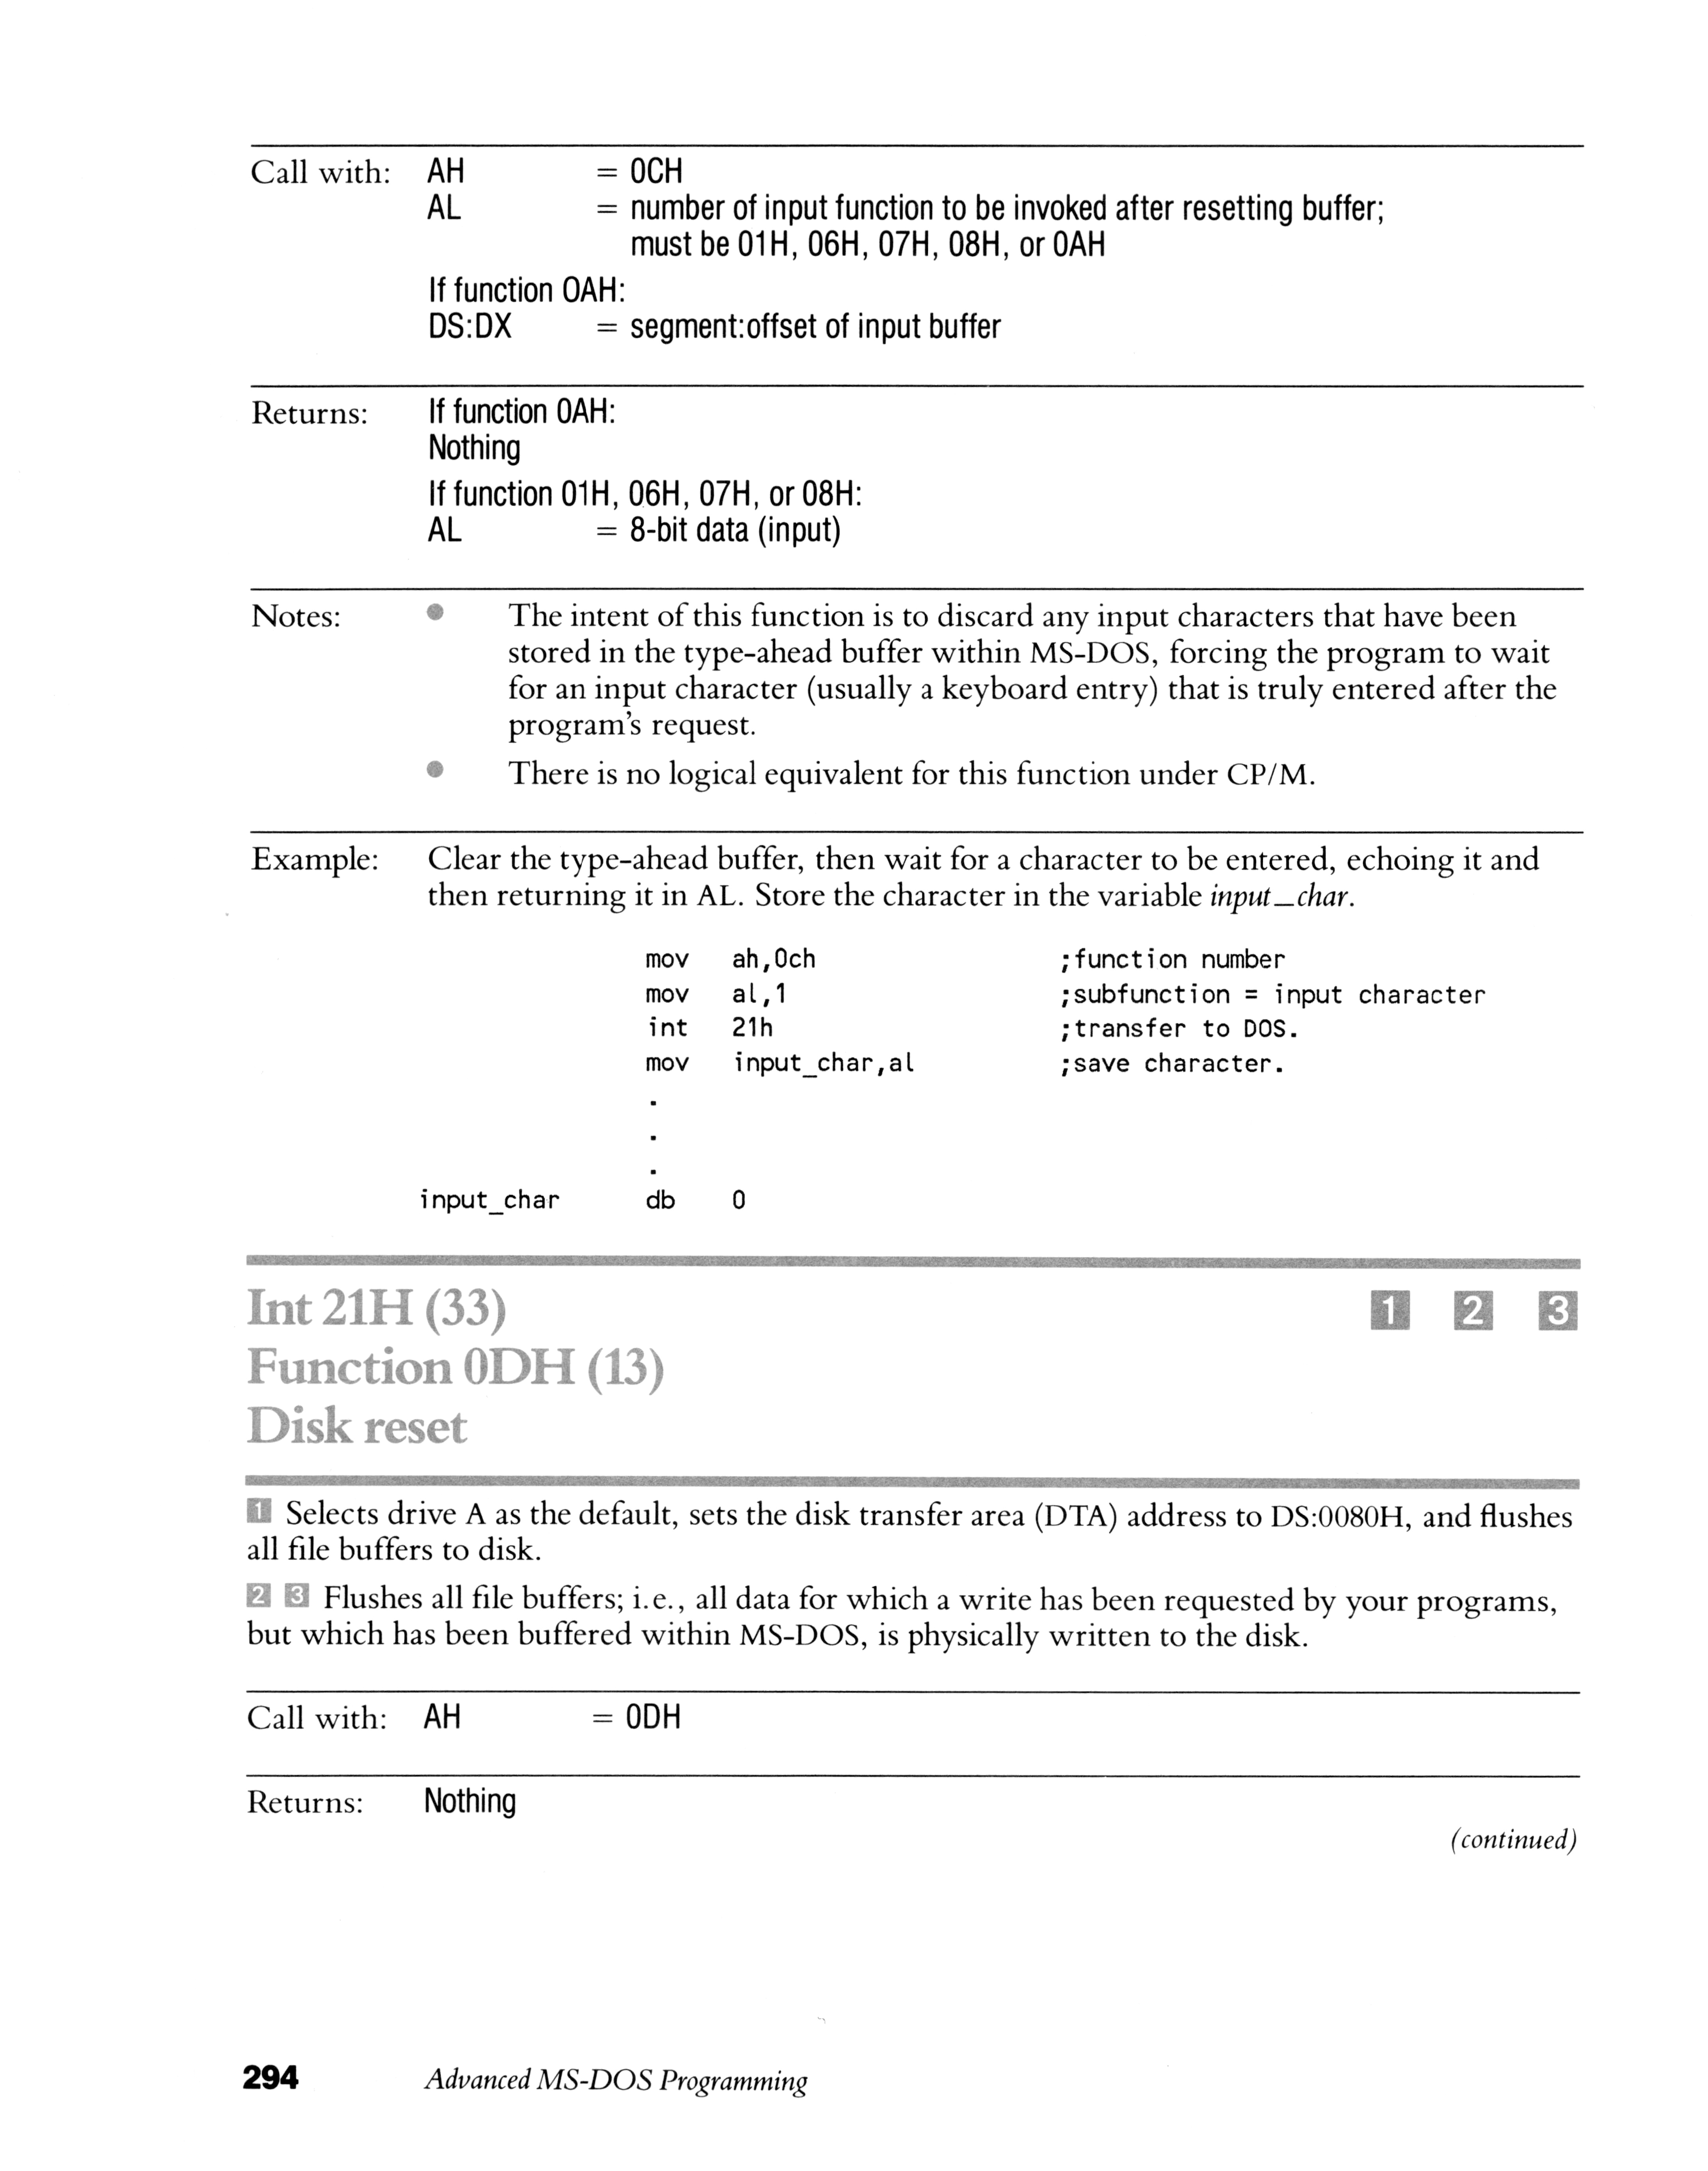 Call with: AH = 0CH
AL = number of input function to be invoked after resetting buffer;
must be 01H, 06H, 07H, 08H, or 0AH
If function 0AH:
DS:DX = segment:offset of input buffer
Returns: If function 0AH:
Nothing
If function 01H, 06H, 07H, or 08H:
AL = 8-bit data (input)
Notes: ● The intent of this function is to discard any input characters that have been
stored in the type-ahead buffer within MS-DOS, forcing the program to wait
for an input character (usually a keyboard entry) that is truly entered after the
program's request.
● There is no logical equivalent for this function under CP/M.
Example: Clear the type-ahead buffer, then wait for a character to be entered, echoing it and
then returning it in AL. Store the character in the variable input_char.
mov ah,0ch ;function number
mov al,1 ;subfunction = input character
int 21h ;transfer to DOS.
mov input_char,al ;save character.
.
.
.
input_char db 0
Int 21H (33) 1 2 3
Function 0DH (13)
Disk reset
1 Selects drive A as the default, sets the disk transfer area (DTA) address to DS:0080H, and flushes
all file buffers to disk.
2 3 Flushes all file buffers; i.e., all data for which a write has been requested by your programs,
but which has been buffered within MS-DOS, is physically written to the disk.
Call with: AH = 0DH
Returns: Nothing
(continued)
294 Advanced MS-DOS Programming